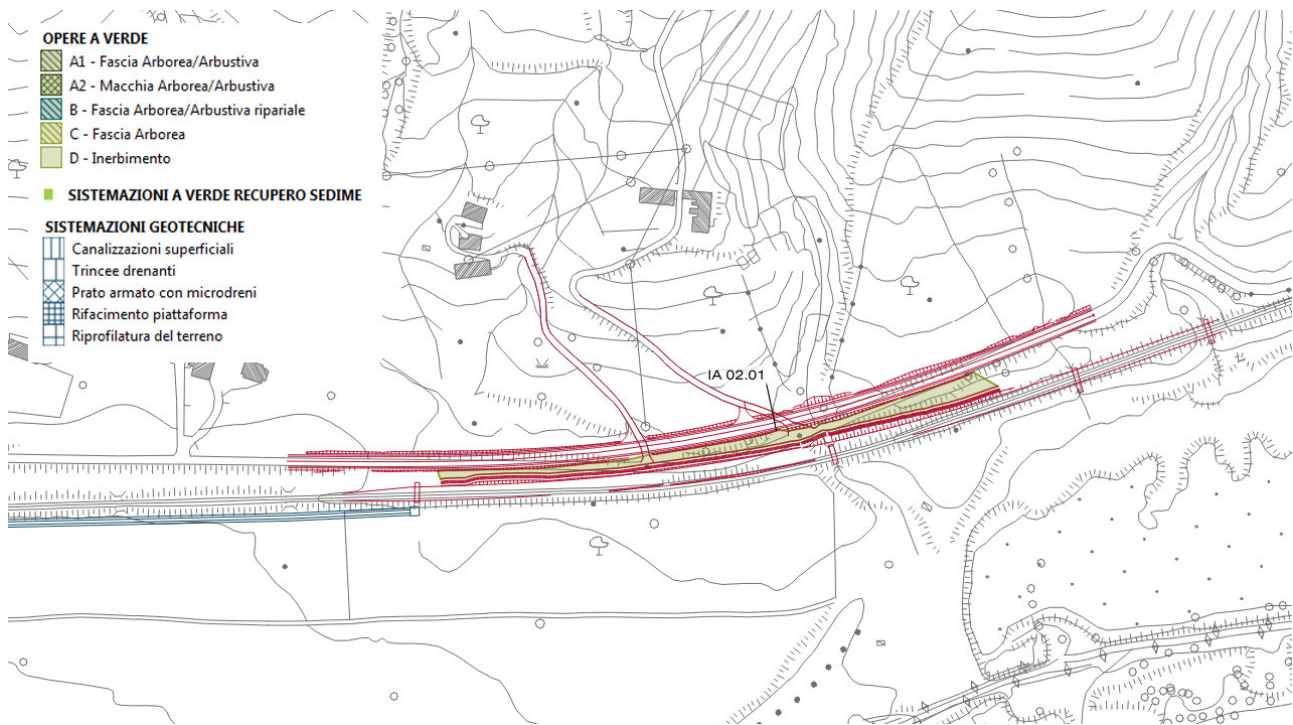 OPERE A VERDE
A1 - Fascia Arborea/Arbustiva
A2 - Macchia Arborea/Arbustiva
B - Fascia Arborea/Arbustiva ripariale
C - Fascia Arborea
D - Inerbimento
SISTEMAZIONI A VERDE RECUPERO SEDIME
SISTEMAZIONI GEOTECNICHE
Canalizzazioni superficiali
Trincee drenanti
Prato armato con microdreni
Rifacimento piattaforma
Riprofilatura del terreno
IA 02.01